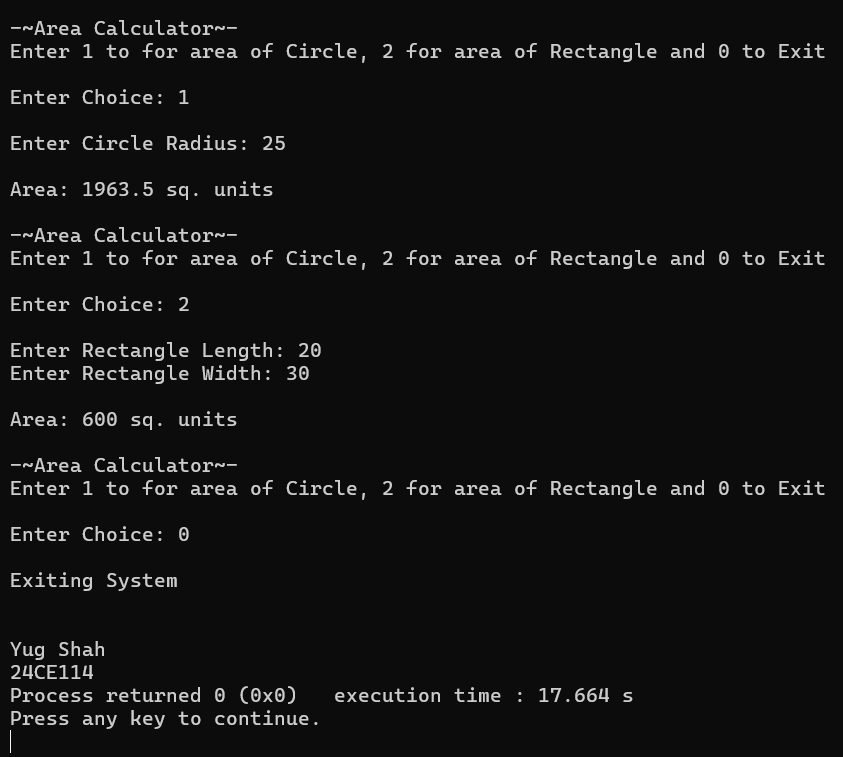 -~Area Calculator~-
Enter 1 to for area of Circle, 2 for area of Rectangle and 0 to Exit
Enter Choice: 1
Enter Circle Radius: 25
Area: 1963.5 sq. units
-~Area Calculator~-
Enter 1 to for area of Circle, 2 for area of Rectangle and 0 to Exit
Enter Choice: 2
Enter Rectangle Length: 20
Enter Rectangle Width: 30
Area: 600 sq. units
-~Area Calculator~-
Enter 1 to for area of Circle, 2 for area of Rectangle and 0 to Exit
Enter Choice: 0
Exiting System
Yug Shah
24CE114
Process returned 0 (0x0)   execution time : 17.664 s
Press any key to continue.